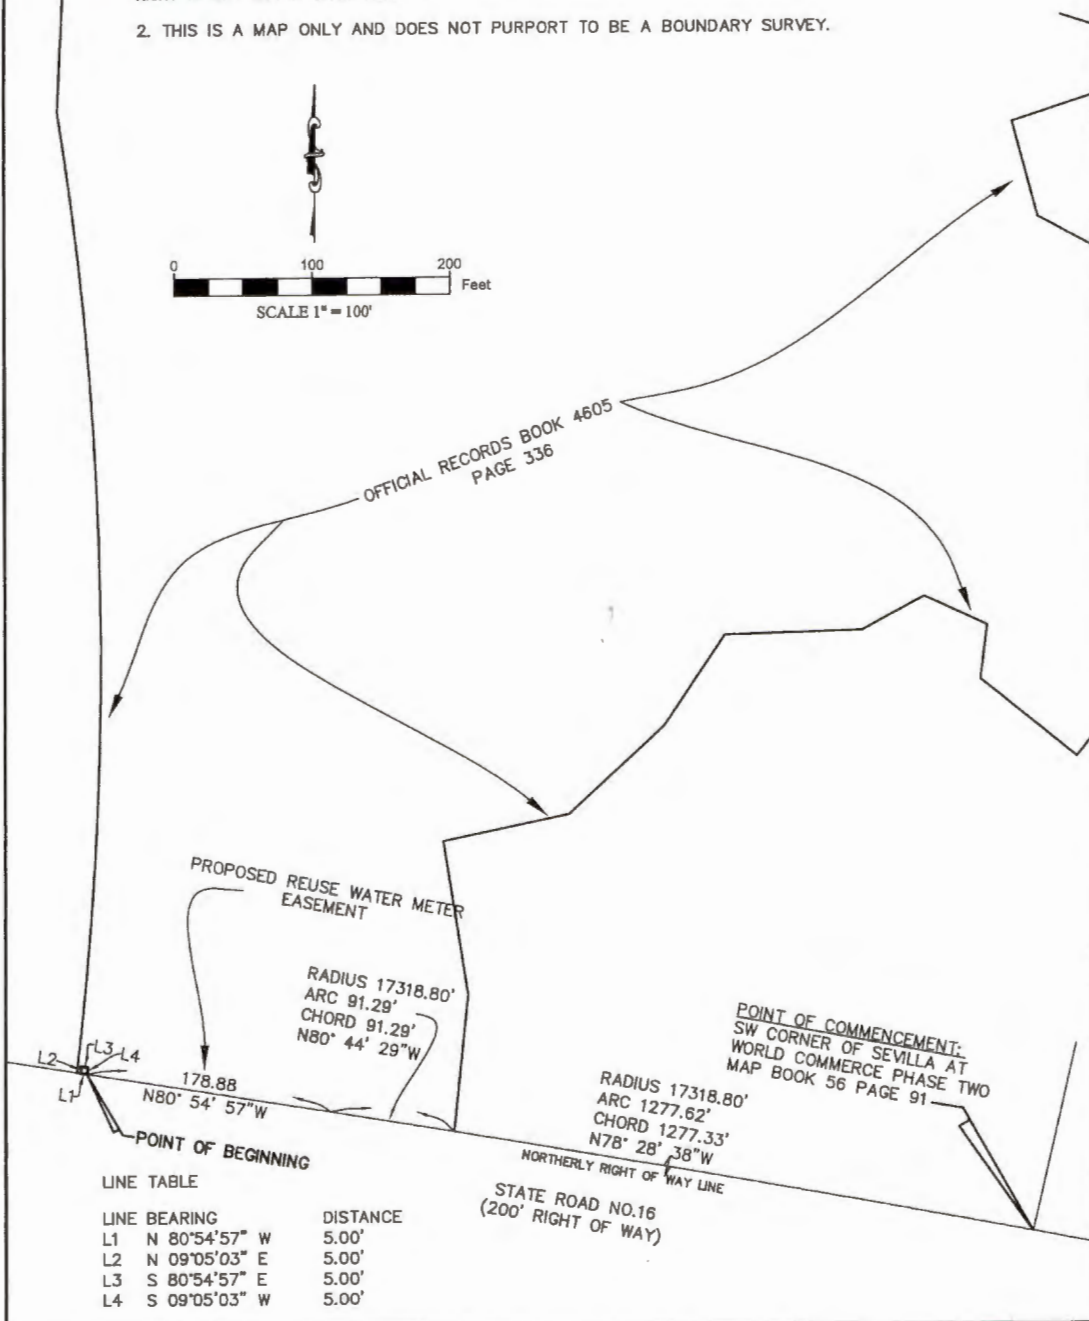 2. THIS IS A MAP ONLY AND DOES NOT PURPORT TO BE A BOUNDARY SURVEY.
0 100 200
Feet
SCALE 1" = 100'
OFFICIAL RECORDS BOOK 4605
PAGE 336
PROPOSED REUSE WATER METER
EASEMENT
RADIUS 17318.80'
ARC 91.29'
CHORD 91.29'
N80° 44' 29"W
POINT OF COMMENCEMENT:
SW CORNER OF SEVILLA AT
WORLD COMMERCE PHASE TWO
MAP BOOK 56 PAGE 91
L2
L3
L4
L1
178.88
N80° 54' 57"W
POINT OF BEGINNING
RADIUS 17318.80'
ARC 1277.62'
CHORD 1277.33'
N78° 28' 38"W
NORTHERLY RIGHT OF WAY LINE
STATE ROAD NO.16
(200' RIGHT OF WAY)
LINE TABLE
LINE BEARING DISTANCE
L1 N 80°54'57" W 5.00'
L2 N 09°05'03" E 5.00'
L3 S 80°54'57" E 5.00'
L4 S 09°05'03" W 5.00'